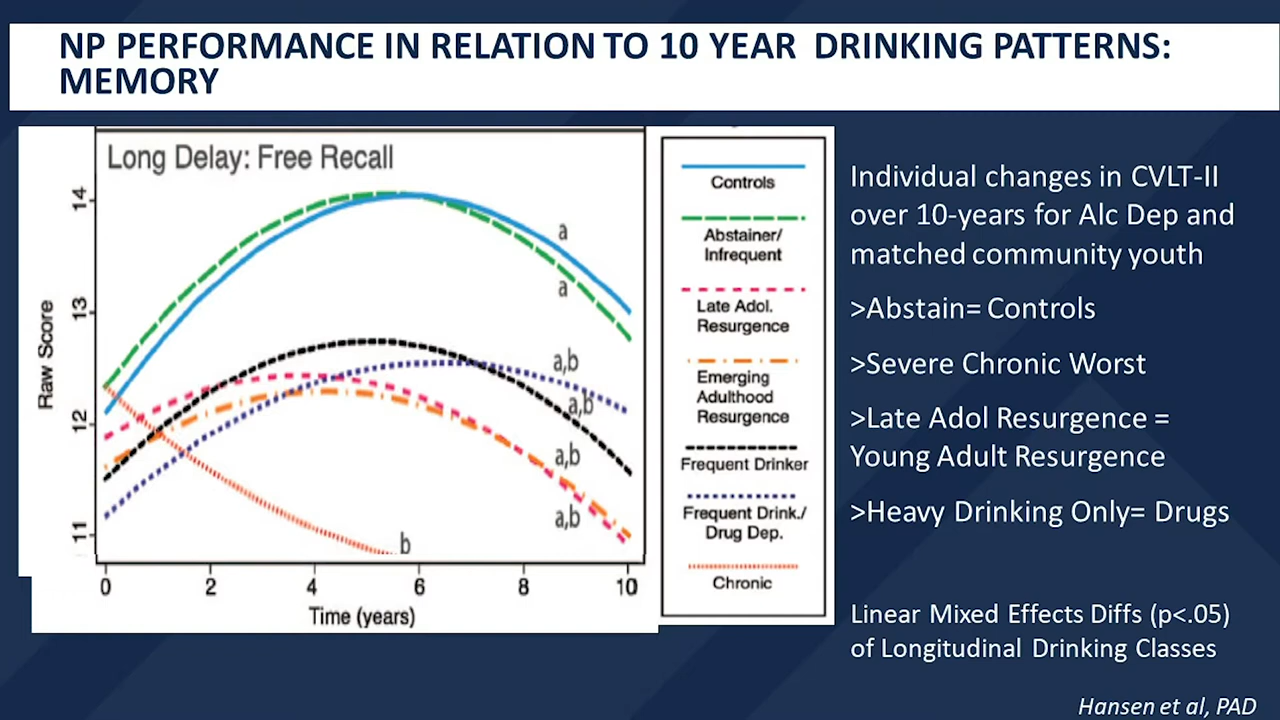 NP PERFORMANCE IN RELATION TO 10 YEAR DRINKING PATTERNS:
MEMORY
Long Delay: Free Recall
Raw Score
14
13
12
11
a
a
a,b
a,b
a,b
a,b
b
0
2
4
6
8
10
Time (years)
Controls
Abstainer/
Infrequent
Late Adol.
Resurgence
Emerging
Adulthood
Resurgence
Frequent Drinker
Frequent Drink./
Drug Dep.
Chronic
Individual changes in CVLT-II
over 10-years for Alc Dep and
matched community youth
>Abstain= Controls
>Severe Chronic Worst
>Late Adol Resurgence =
Young Adult Resurgence
>Heavy Drinking Only= Drugs
Linear Mixed Effects Diffs (p<.05)
of Longitudinal Drinking Classes
Hansen et al, PAD